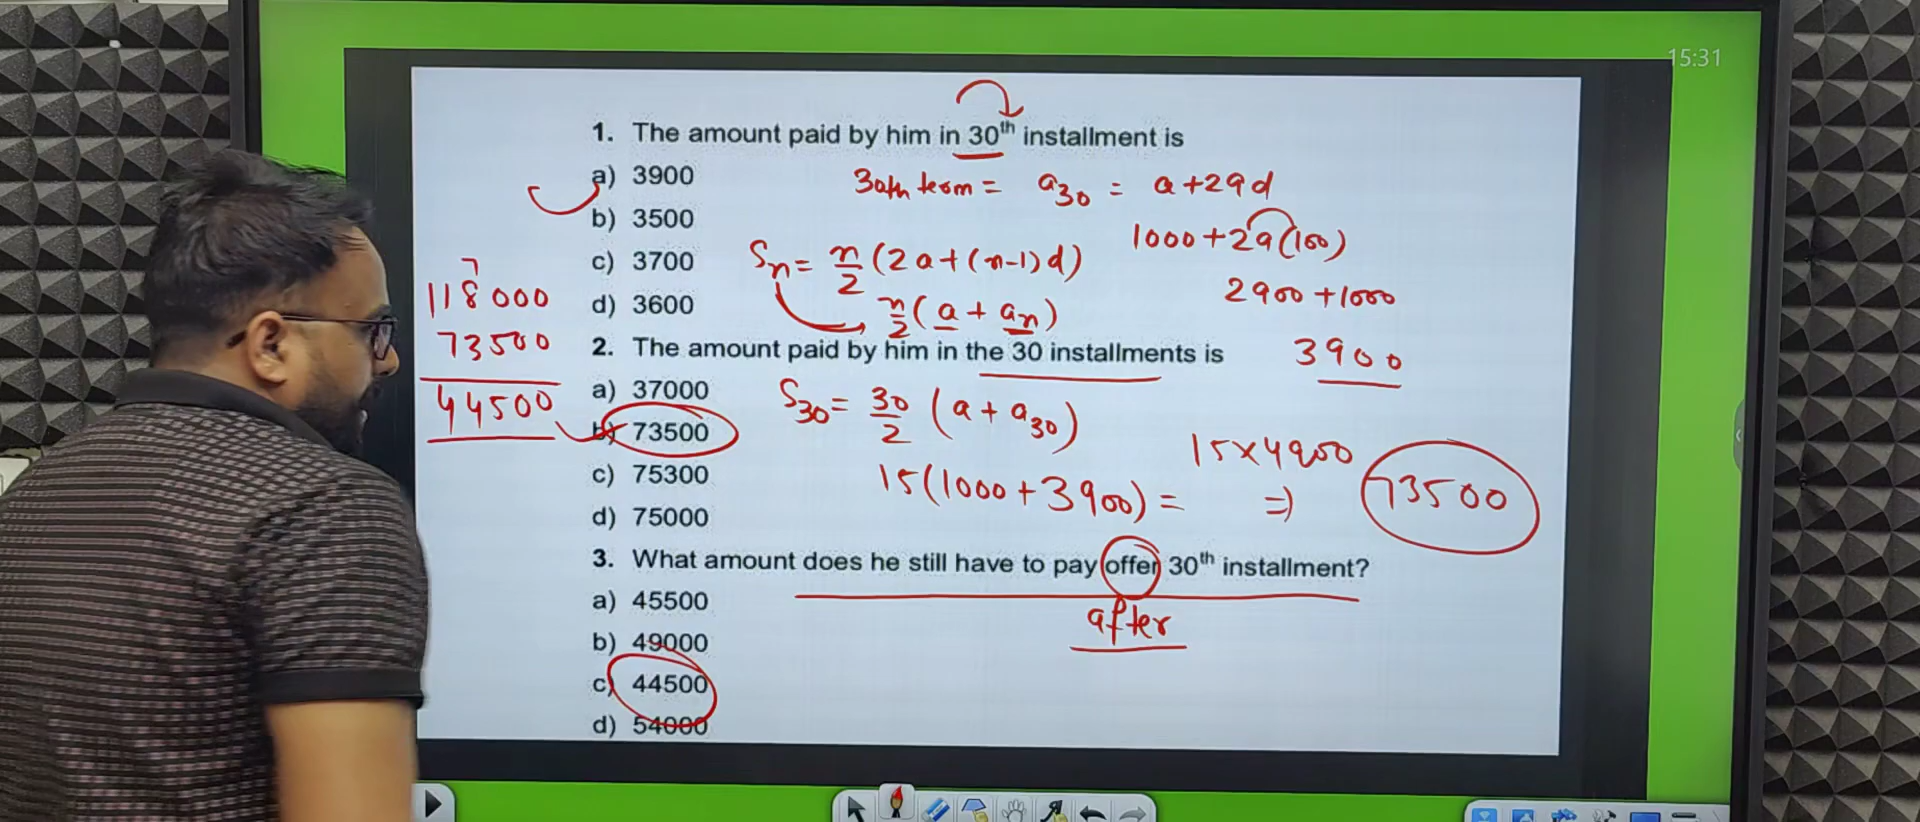 15:31
1. The amount paid by him in 30th installment is
a) 3900
b) 3500
c) 3700
d) 3600
30th term = a30 = a+29d
1000+29(100)
2900+1000
3900
Sn = n/2 (2a+(n-1)d)
n/2 (a + an)
118000
7
73500
44500
2. The amount paid by him in the 30 installments is
a) 37000
b) 73500
c) 75300
d) 75000
S30 = 30/2 (a + a30)
15(1000+3900) =
15×4900
=> 73500
3. What amount does he still have to pay offer 30th installment?
after
a) 45500
b) 49000
c) 44500
d) 54000